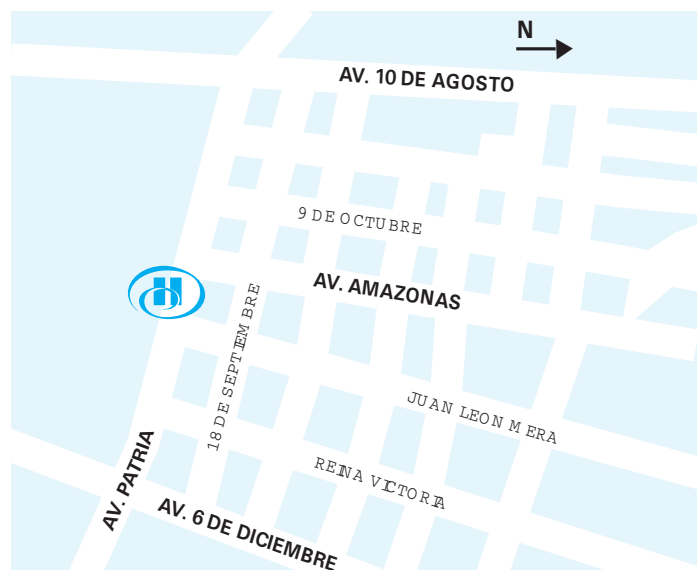 N
AV. 10 DE AGOSTO
9 DE OCTUBRE
AV. AMAZONAS
18 DE SEPTIEMBRE
JUAN LEON MERA
REINA VICTORIA
AV. PATRIA
AV. 6 DE DICIEMBRE